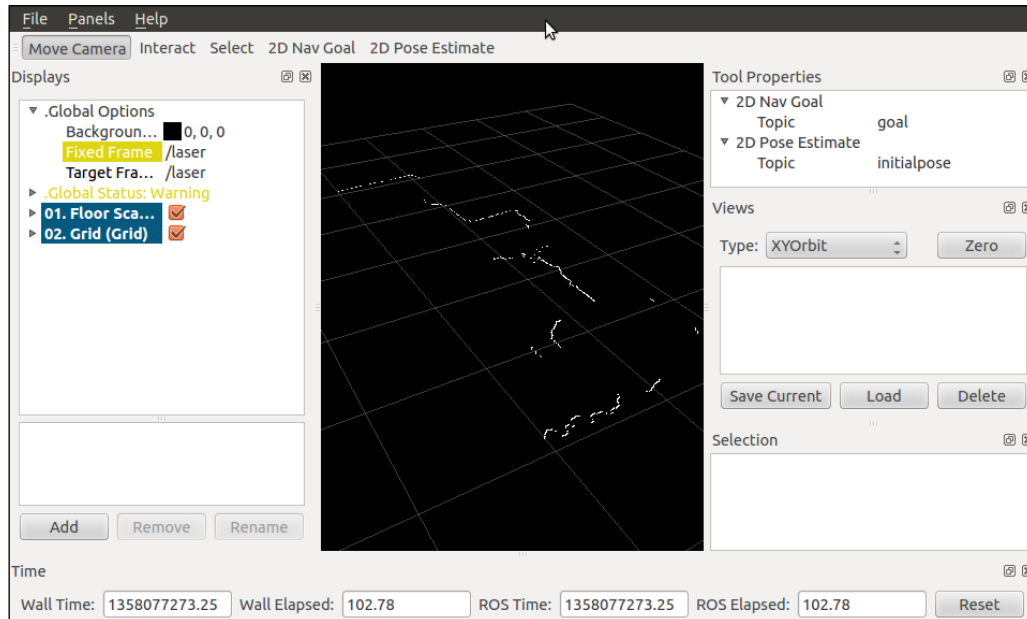 File Panels Help
Move Camera Interact Select 2D Nav Goal 2D Pose Estimate
Displays
.Global Options
Backgroun... 0, 0, 0
Fixed Frame /laser
Target Fra... /laser
.Global Status: Warning
01. Floor Sca...
02. Grid (Grid)
Add Remove Rename
Tool Properties
2D Nav Goal
Topic goal
2D Pose Estimate
Topic initialpose
Views
Type: XYOrbit Zero
Save Current Load Delete
Selection
Time
Wall Time: 1358077273.25 Wall Elapsed: 102.78 ROS Time: 1358077273.25 ROS Elapsed: 102.78 Reset